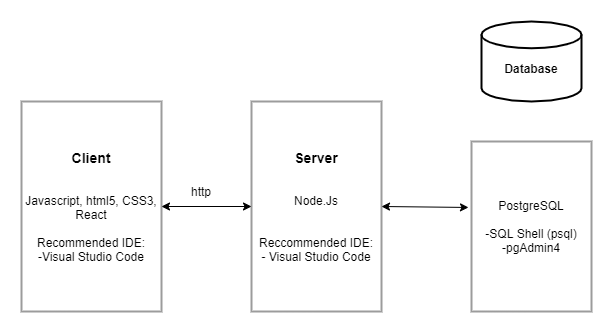 Database
Client
Javascript, html5, CSS3,
React
Recommended IDE:
-Visual Studio Code
http
Server
Node.Js
Reccommended IDE:
- Visual Studio Code
PostgreSQL
-SQL Shell (psql)
-pgAdmin4